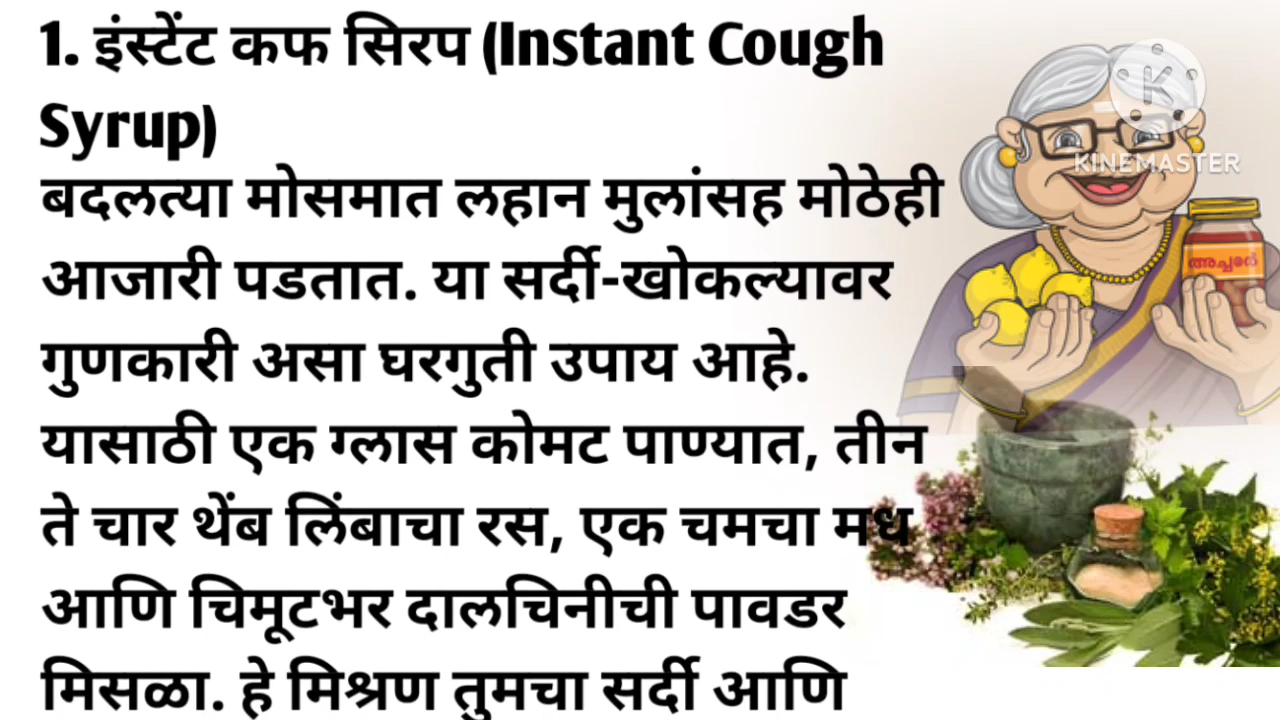 1. इंस्टेंट कफ सिरप (Instant Cough
Syrup)
बदलत्या मोसमात लहान मुलांसह मोठेही
आजारी पडतात. या सर्दी-खोकल्यावर
गुणकारी असा घरगुती उपाय आहे.
यासाठी एक ग्लास कोमट पाण्यात, तीन
ते चार थेंब लिंबाचा रस, एक चमचा मध
आणि चिमूटभर दालचिनीची पावडर
मिसळा. हे मिश्रण तुमचा सर्दी आणि
K
KINEMASTER
അച്ചാർ